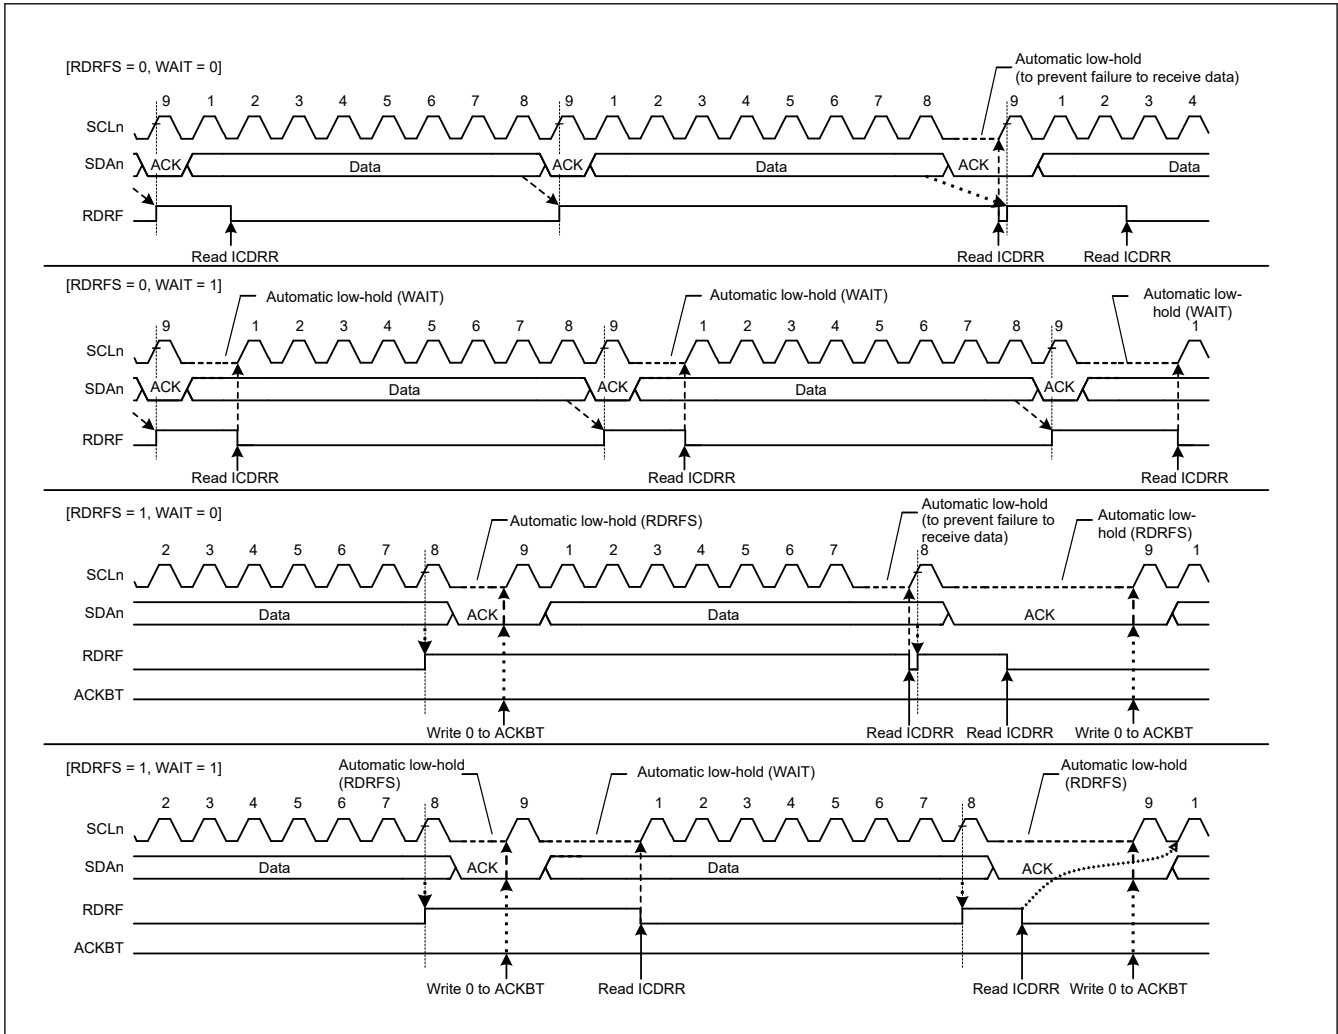 [RDRFS = 0, WAIT = 0]
Automatic low-hold
(to prevent failure to receive data)
9 1 2 3 4 5 6 7 8 9 1 2 3 4 5 6 7 8 9 1 2 3 4
SCLn
SDAn ACK Data ACK Data ACK Data
RDRF
Read ICDRR Read ICDRR Read ICDRR
[RDRFS = 0, WAIT = 1]
Automatic low-hold (WAIT) Automatic low-hold (WAIT) Automatic low-
hold (WAIT)
9 1 2 3 4 5 6 7 8 9 1 2 3 4 5 6 7 8 9 1
SCLn
SDAn ACK Data ACK Data ACK
RDRF
Read ICDRR Read ICDRR Read ICDRR
[RDRFS = 1, WAIT = 0]
Automatic low-hold (RDRFS)
Automatic low-hold
(to prevent failure to
receive data)
Automatic low-
hold (RDRFS)
2 3 4 5 6 7 8 9 1 2 3 4 5 6 7 8 9 1
SCLn
SDAn Data ACK Data ACK
RDRF
ACKBT
Write 0 to ACKBT Read ICDRR Read ICDRR Write 0 to ACKBT
[RDRFS = 1, WAIT = 1]
Automatic low-hold
(RDRFS)
Automatic low-hold (WAIT)
Automatic low-hold
(RDRFS)
2 3 4 5 6 7 8 9 1 2 3 4 5 6 7 8 9 1
SCLn
SDAn Data ACK Data ACK
RDRF
ACKBT
Write 0 to ACKBT Read ICDRR Read ICDRR Write 0 to ACKBT